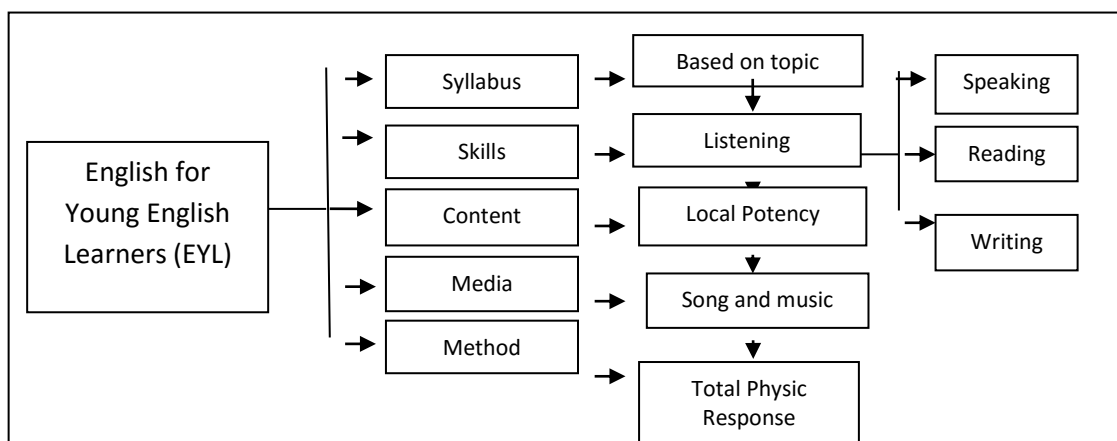 English for
Young English
Learners (EYL)
Syllabus
Skills
Content
Media
Method
Based on topic
Listening
Local Potency
Song and music
Total Physic
Response
Speaking
Reading
Writing